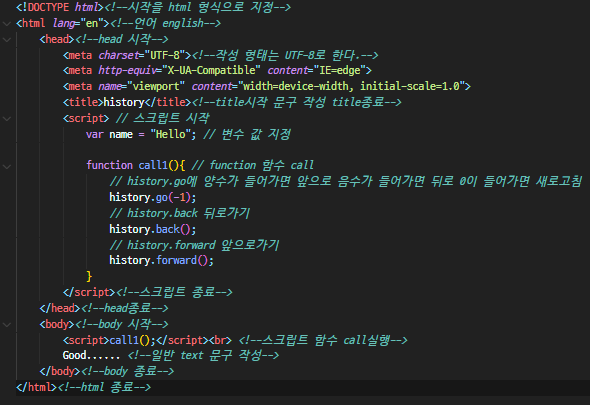 <!DOCTYPE html><!--시작을 html 형식으로 지정-->
<html lang="en"><!--언어 english-->
<head><!--head 시작-->
<meta charset="UTF-8"><!--작성 형태는 UTF-8로 한다.-->
<meta http-equiv="X-UA-Compatible" content="IE=edge">
<meta name="viewport" content="width=device-width, initial-scale=1.0">
<title>history</title><!--title시작 문구 작성 title종료-->
<script> // 스크립트 시작
var name = "Hello"; // 변수 값 지정
function call1(){ // function 함수 call
// history.go에 양수가 들어가면 앞으로 음수가 들어가면 뒤로 0이 들어가면 새로고침
history.go(-1);
// history.back 뒤로가기
history.back();
// history.forward 앞으로가기
history.forward();
}
</script><!--스크립트 종료-->
</head><!--head종료-->
<body><!--body 시작-->
<script>call1();</script><br> <!--스크립트 함수 call실행-->
Good...... <!--일반 text 문구 작성-->
</body><!--body 종료-->
</html><!--html 종료-->